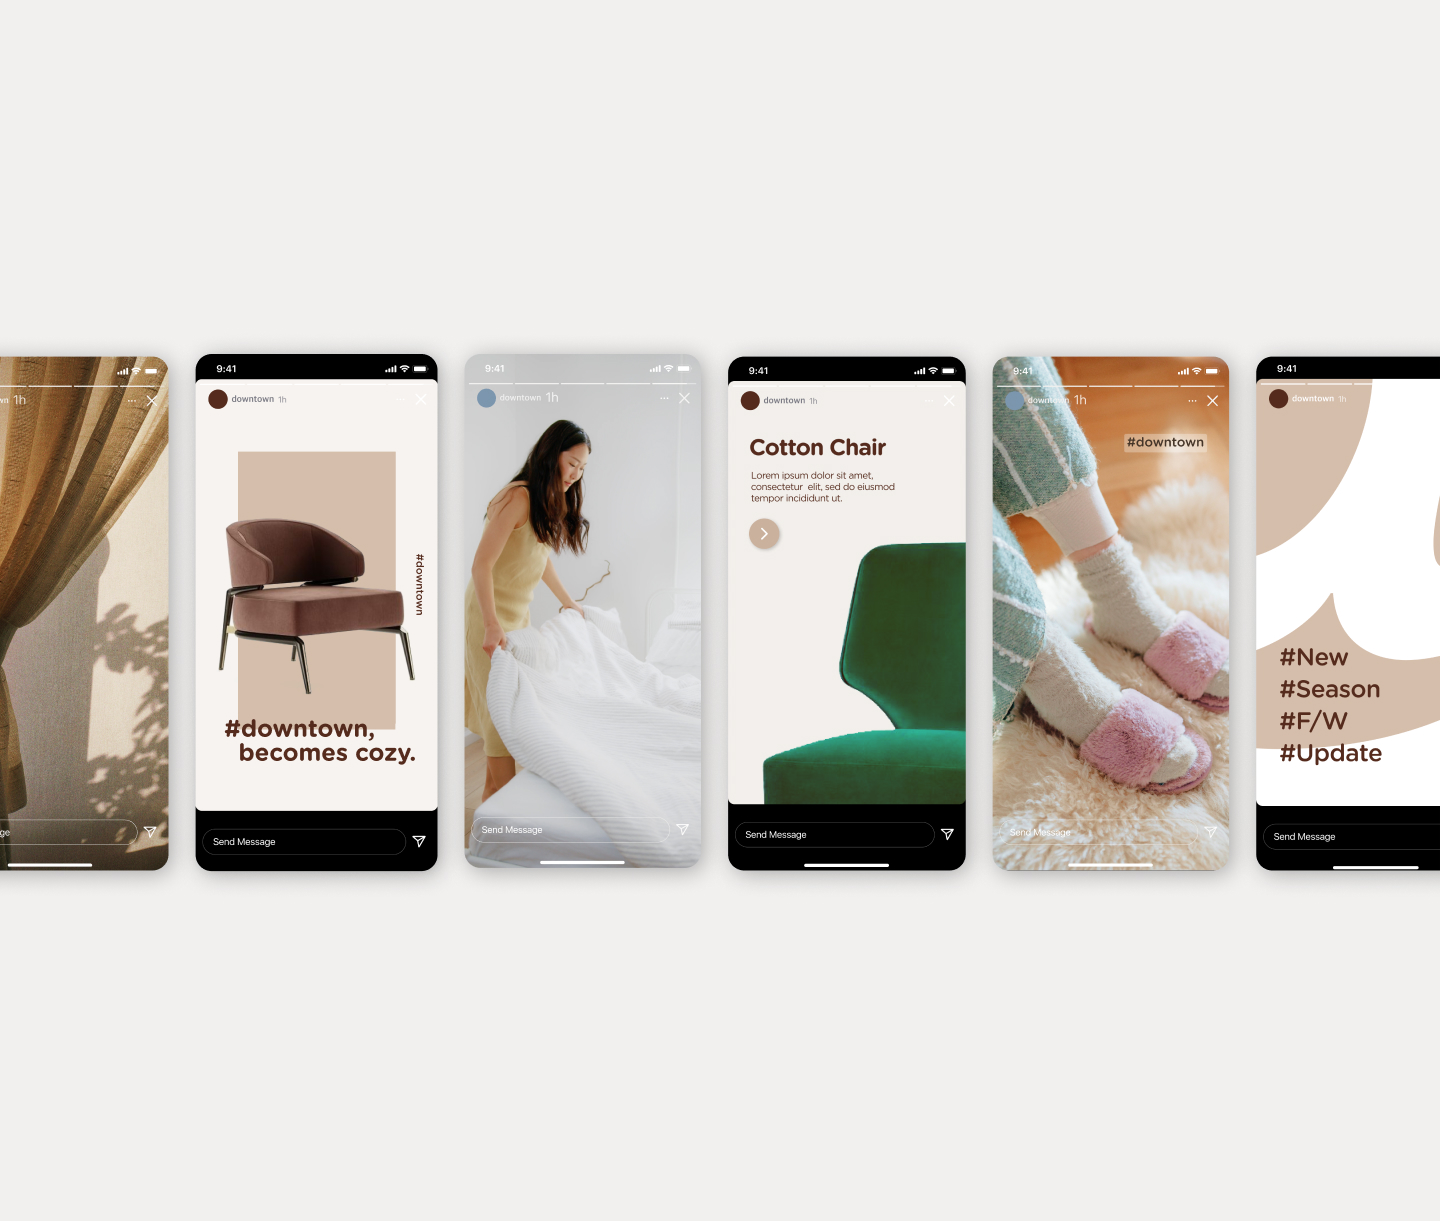 wn 1h
ge
9:41
downtown 1h
#downtown
#downtown,
becomes cozy.
Send Message
9:41
downtown 1h
Send Message
9:41
downtown 1h
Cotton Chair
Lorem ipsum dolor sit amet,
consectetur elit, sed do eiusmod
tempor incididunt ut.
Send Message
9:41
downtown 1h
#downtown
Send Message
9:41
downtown 1h
#New
#Season
#F/W
#Update
Send Message